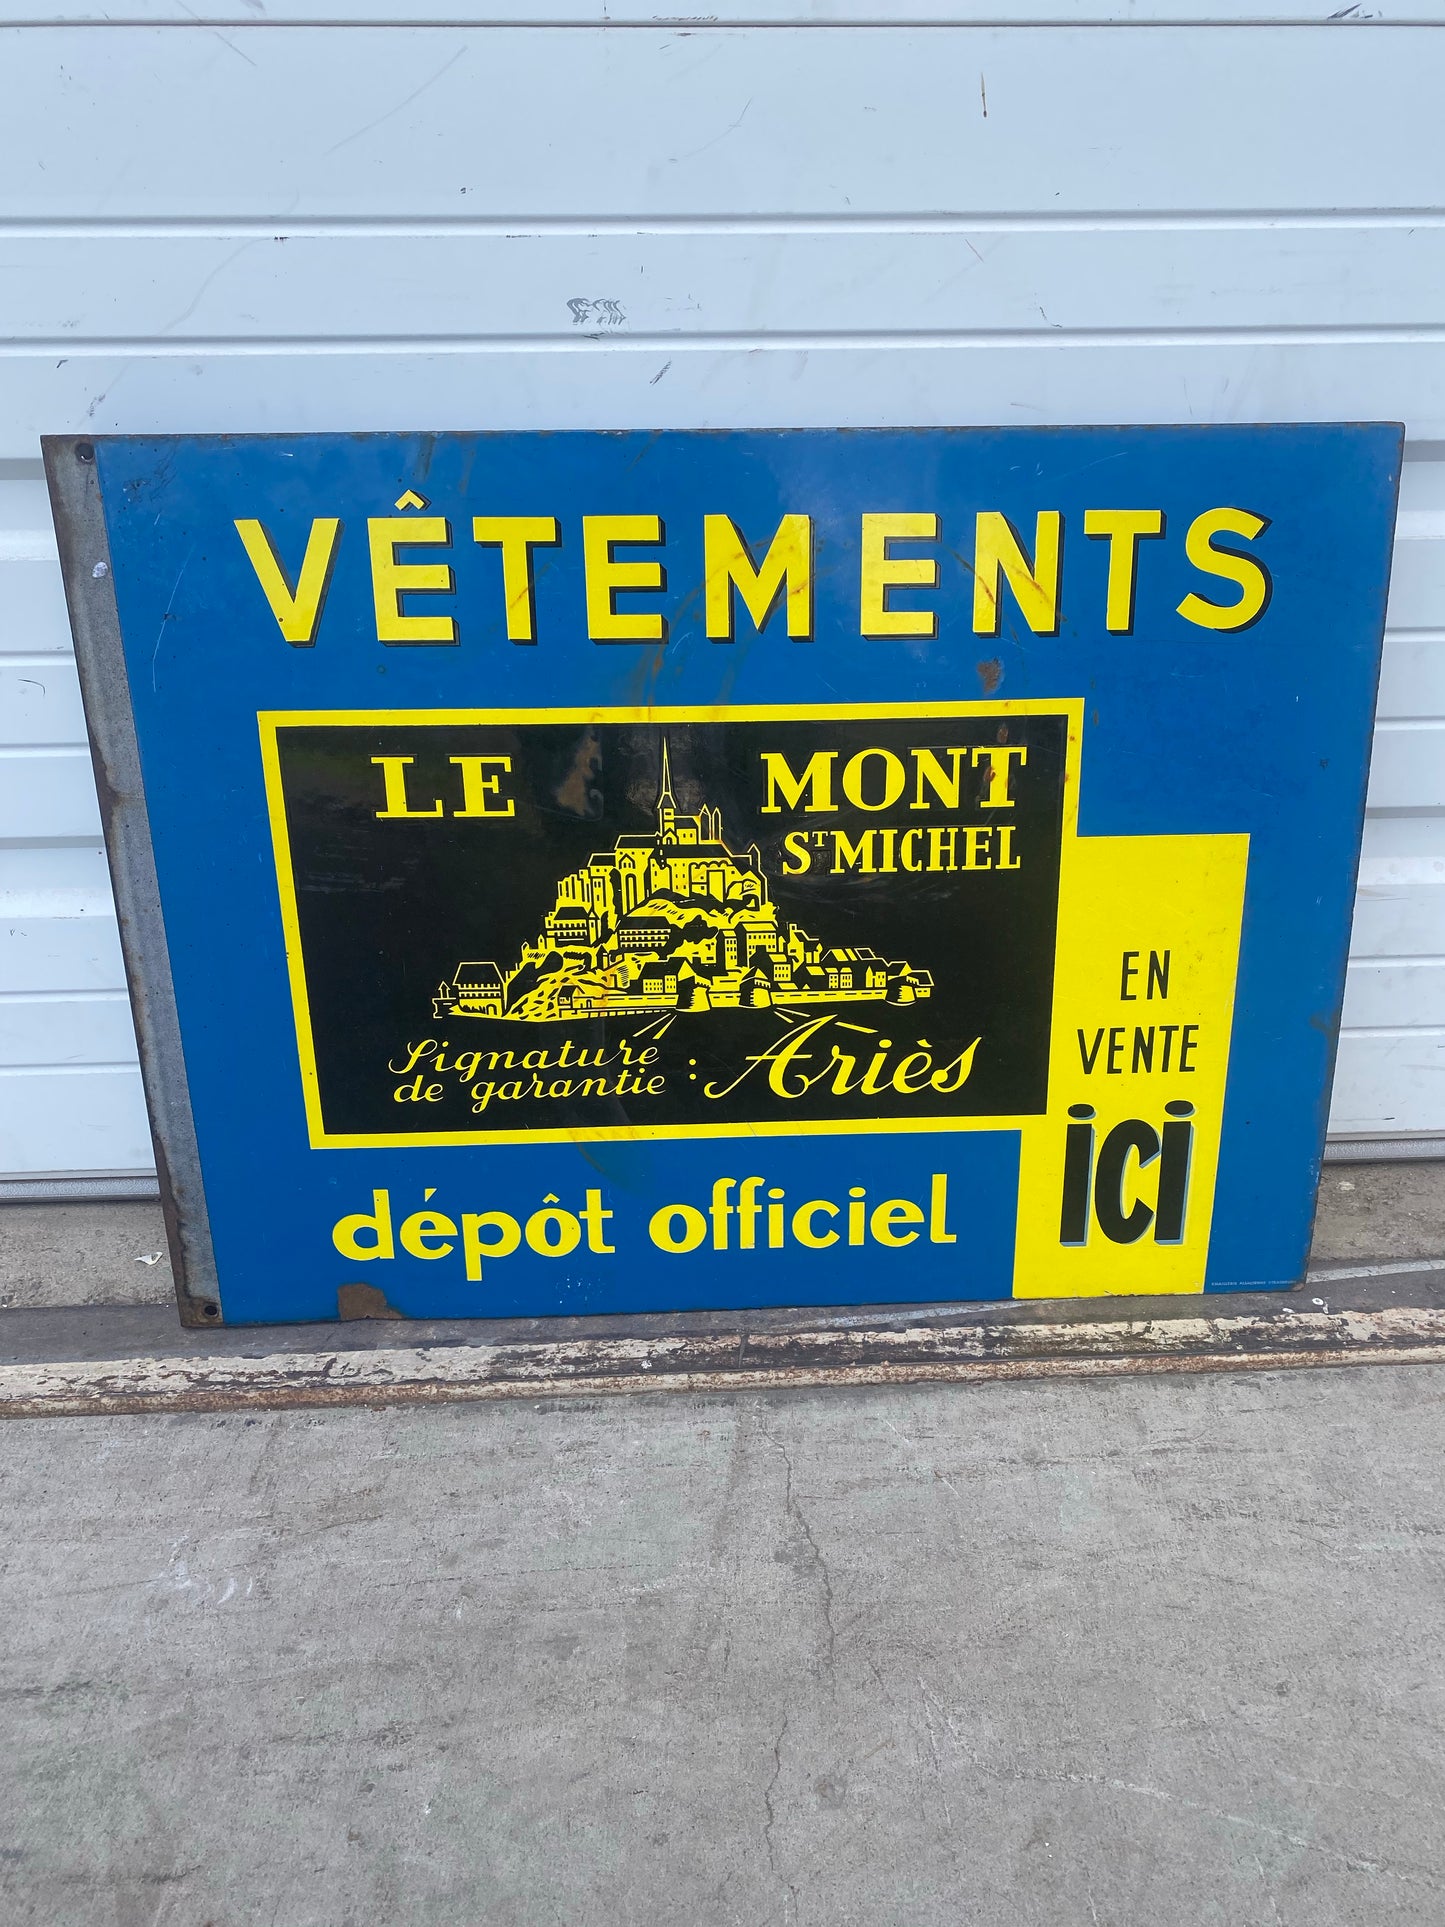 VÊTEMENTS
LE MONT
ST MICHEL
Signature
de garantie : Ariès
EN
VENTE
ici
dépôt officiel